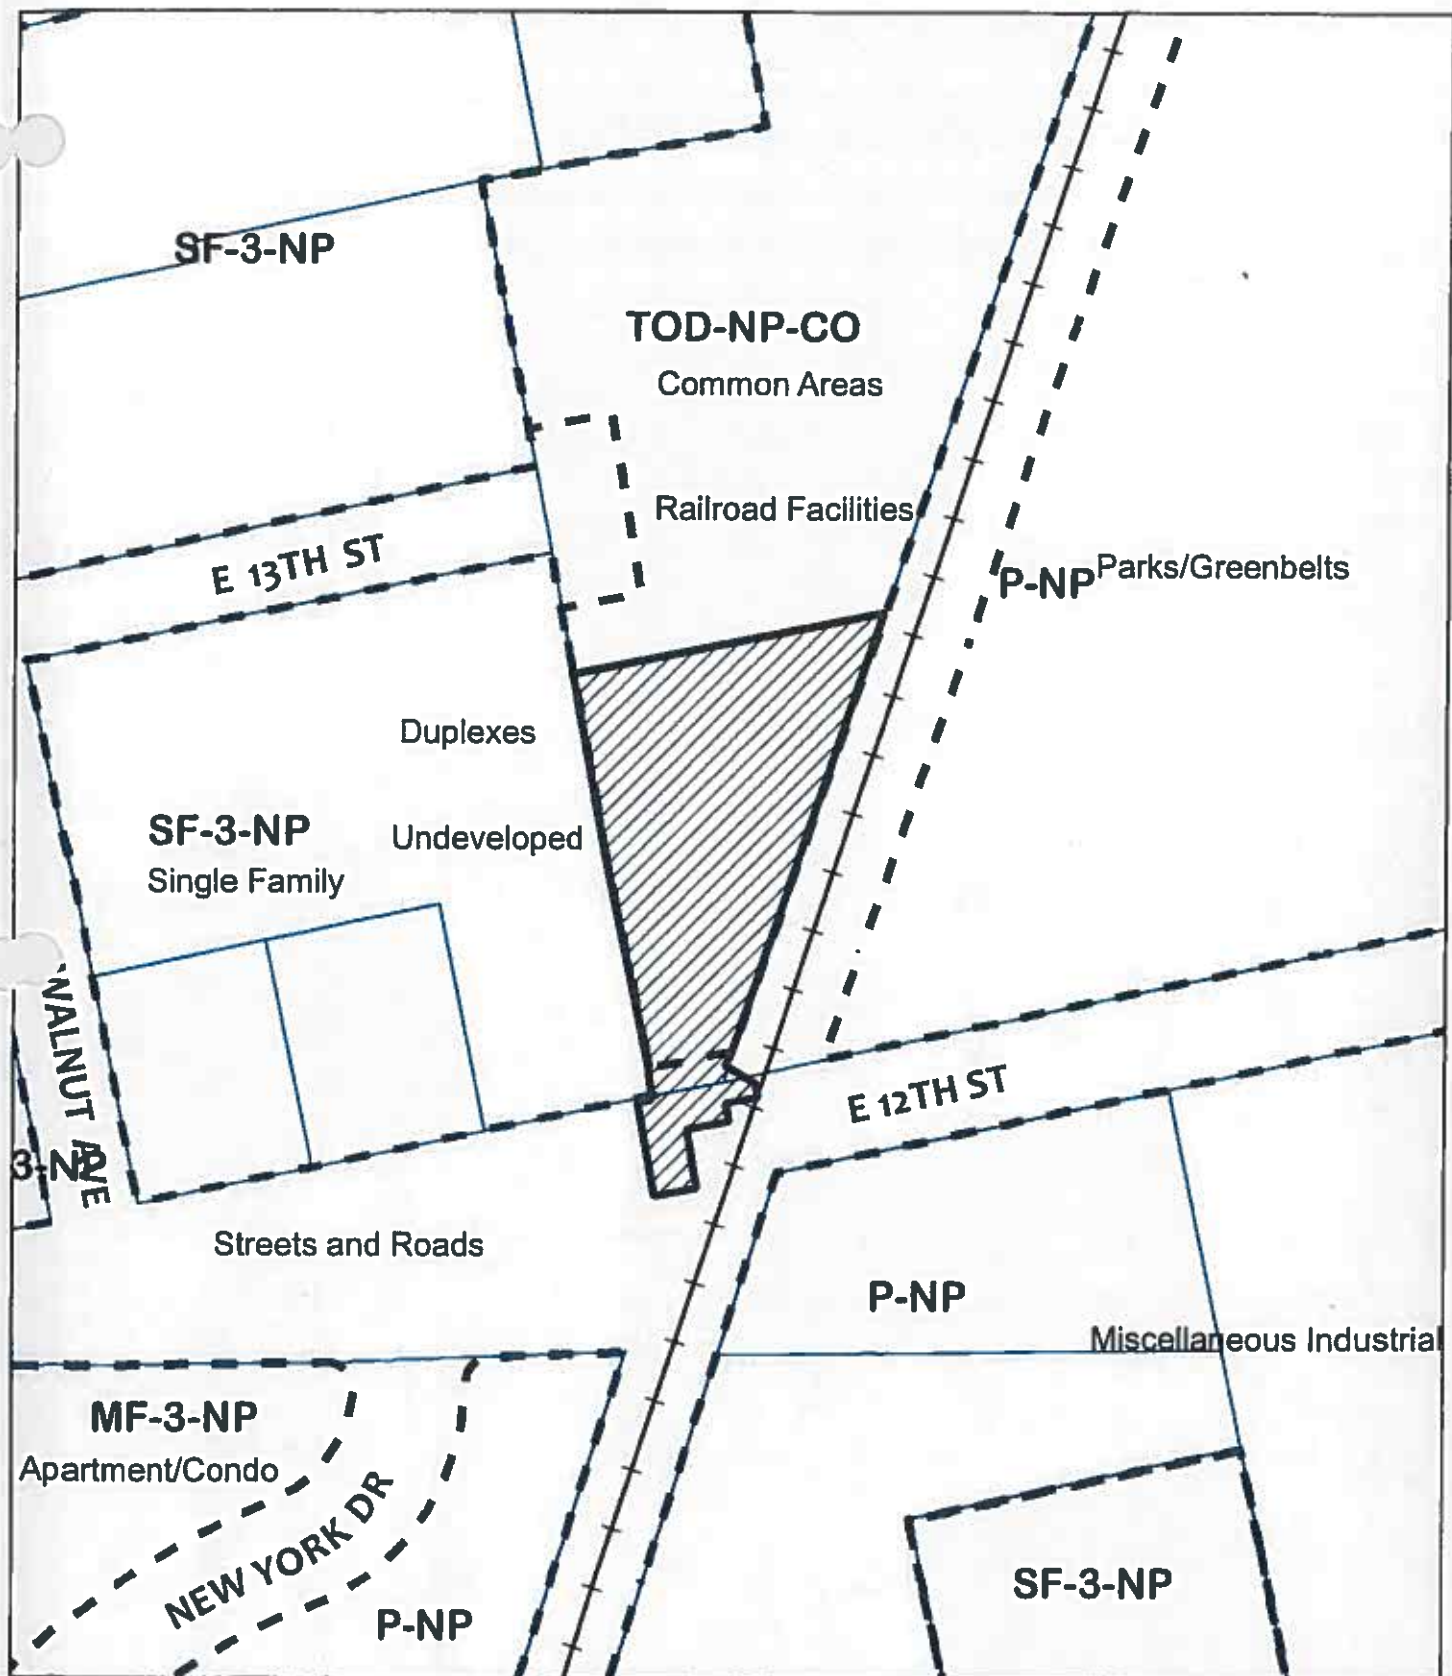 SF-3-NP
TOD-NP-CO
Common Areas
Railroad Facilities
E 13TH ST
P-NP
Parks/Greenbelts
Duplexes
SF-3-NP
Undeveloped
Single Family
WALNUT AVE
E 12TH ST
3-NP
Streets and Roads
P-NP
Miscellaneous Industrial
MF-3-NP
Apartment/Condo
NEW YORK DR
SF-3-NP
P-NP